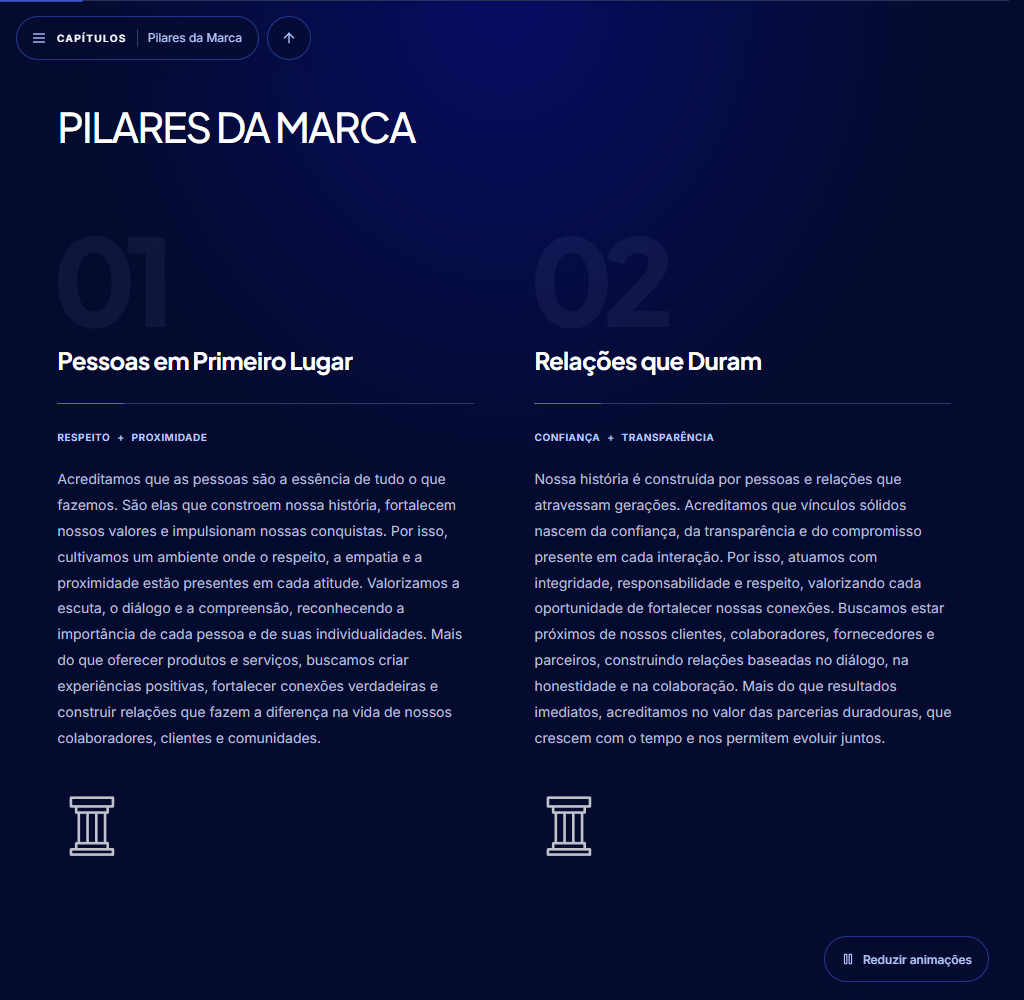 CAPÍTULOS Pilares da Marca
PILARES DA MARCA
01
Pessoas em Primeiro Lugar
RESPEITO + PROXIMIDADE
Acreditamos que as pessoas são a essência de tudo o que
fazemos. São elas que constroem nossa história, fortalecem
nossos valores e impulsionam nossas conquistas. Por isso,
cultivamos um ambiente onde o respeito, a empatia e a
proximidade estão presentes em cada atitude. Valorizamos a
escuta, o diálogo e a compreensão, reconhecendo a
importância de cada pessoa e de suas individualidades. Mais
do que oferecer produtos e serviços, buscamos criar
experiências positivas, fortalecer conexões verdadeiras e
construir relações que fazem a diferença na vida de nossos
colaboradores, clientes e comunidades.
02
Relações que Duram
CONFIANÇA + TRANSPARÊNCIA
Nossa história é construída por pessoas e relações que
atravessam gerações. Acreditamos que vínculos sólidos
nascem da confiança, da transparência e do compromisso
presente em cada interação. Por isso, atuamos com
integridade, responsabilidade e respeito, valorizando cada
oportunidade de fortalecer nossas conexões. Buscamos estar
próximos de nossos clientes, colaboradores, fornecedores e
parceiros, construindo relações baseadas no diálogo, na
honestidade e na colaboração. Mais do que resultados
imediatos, acreditamos no valor das parcerias duradouras, que
crescem com o tempo e nos permitem evoluir juntos.
Reduzir animações